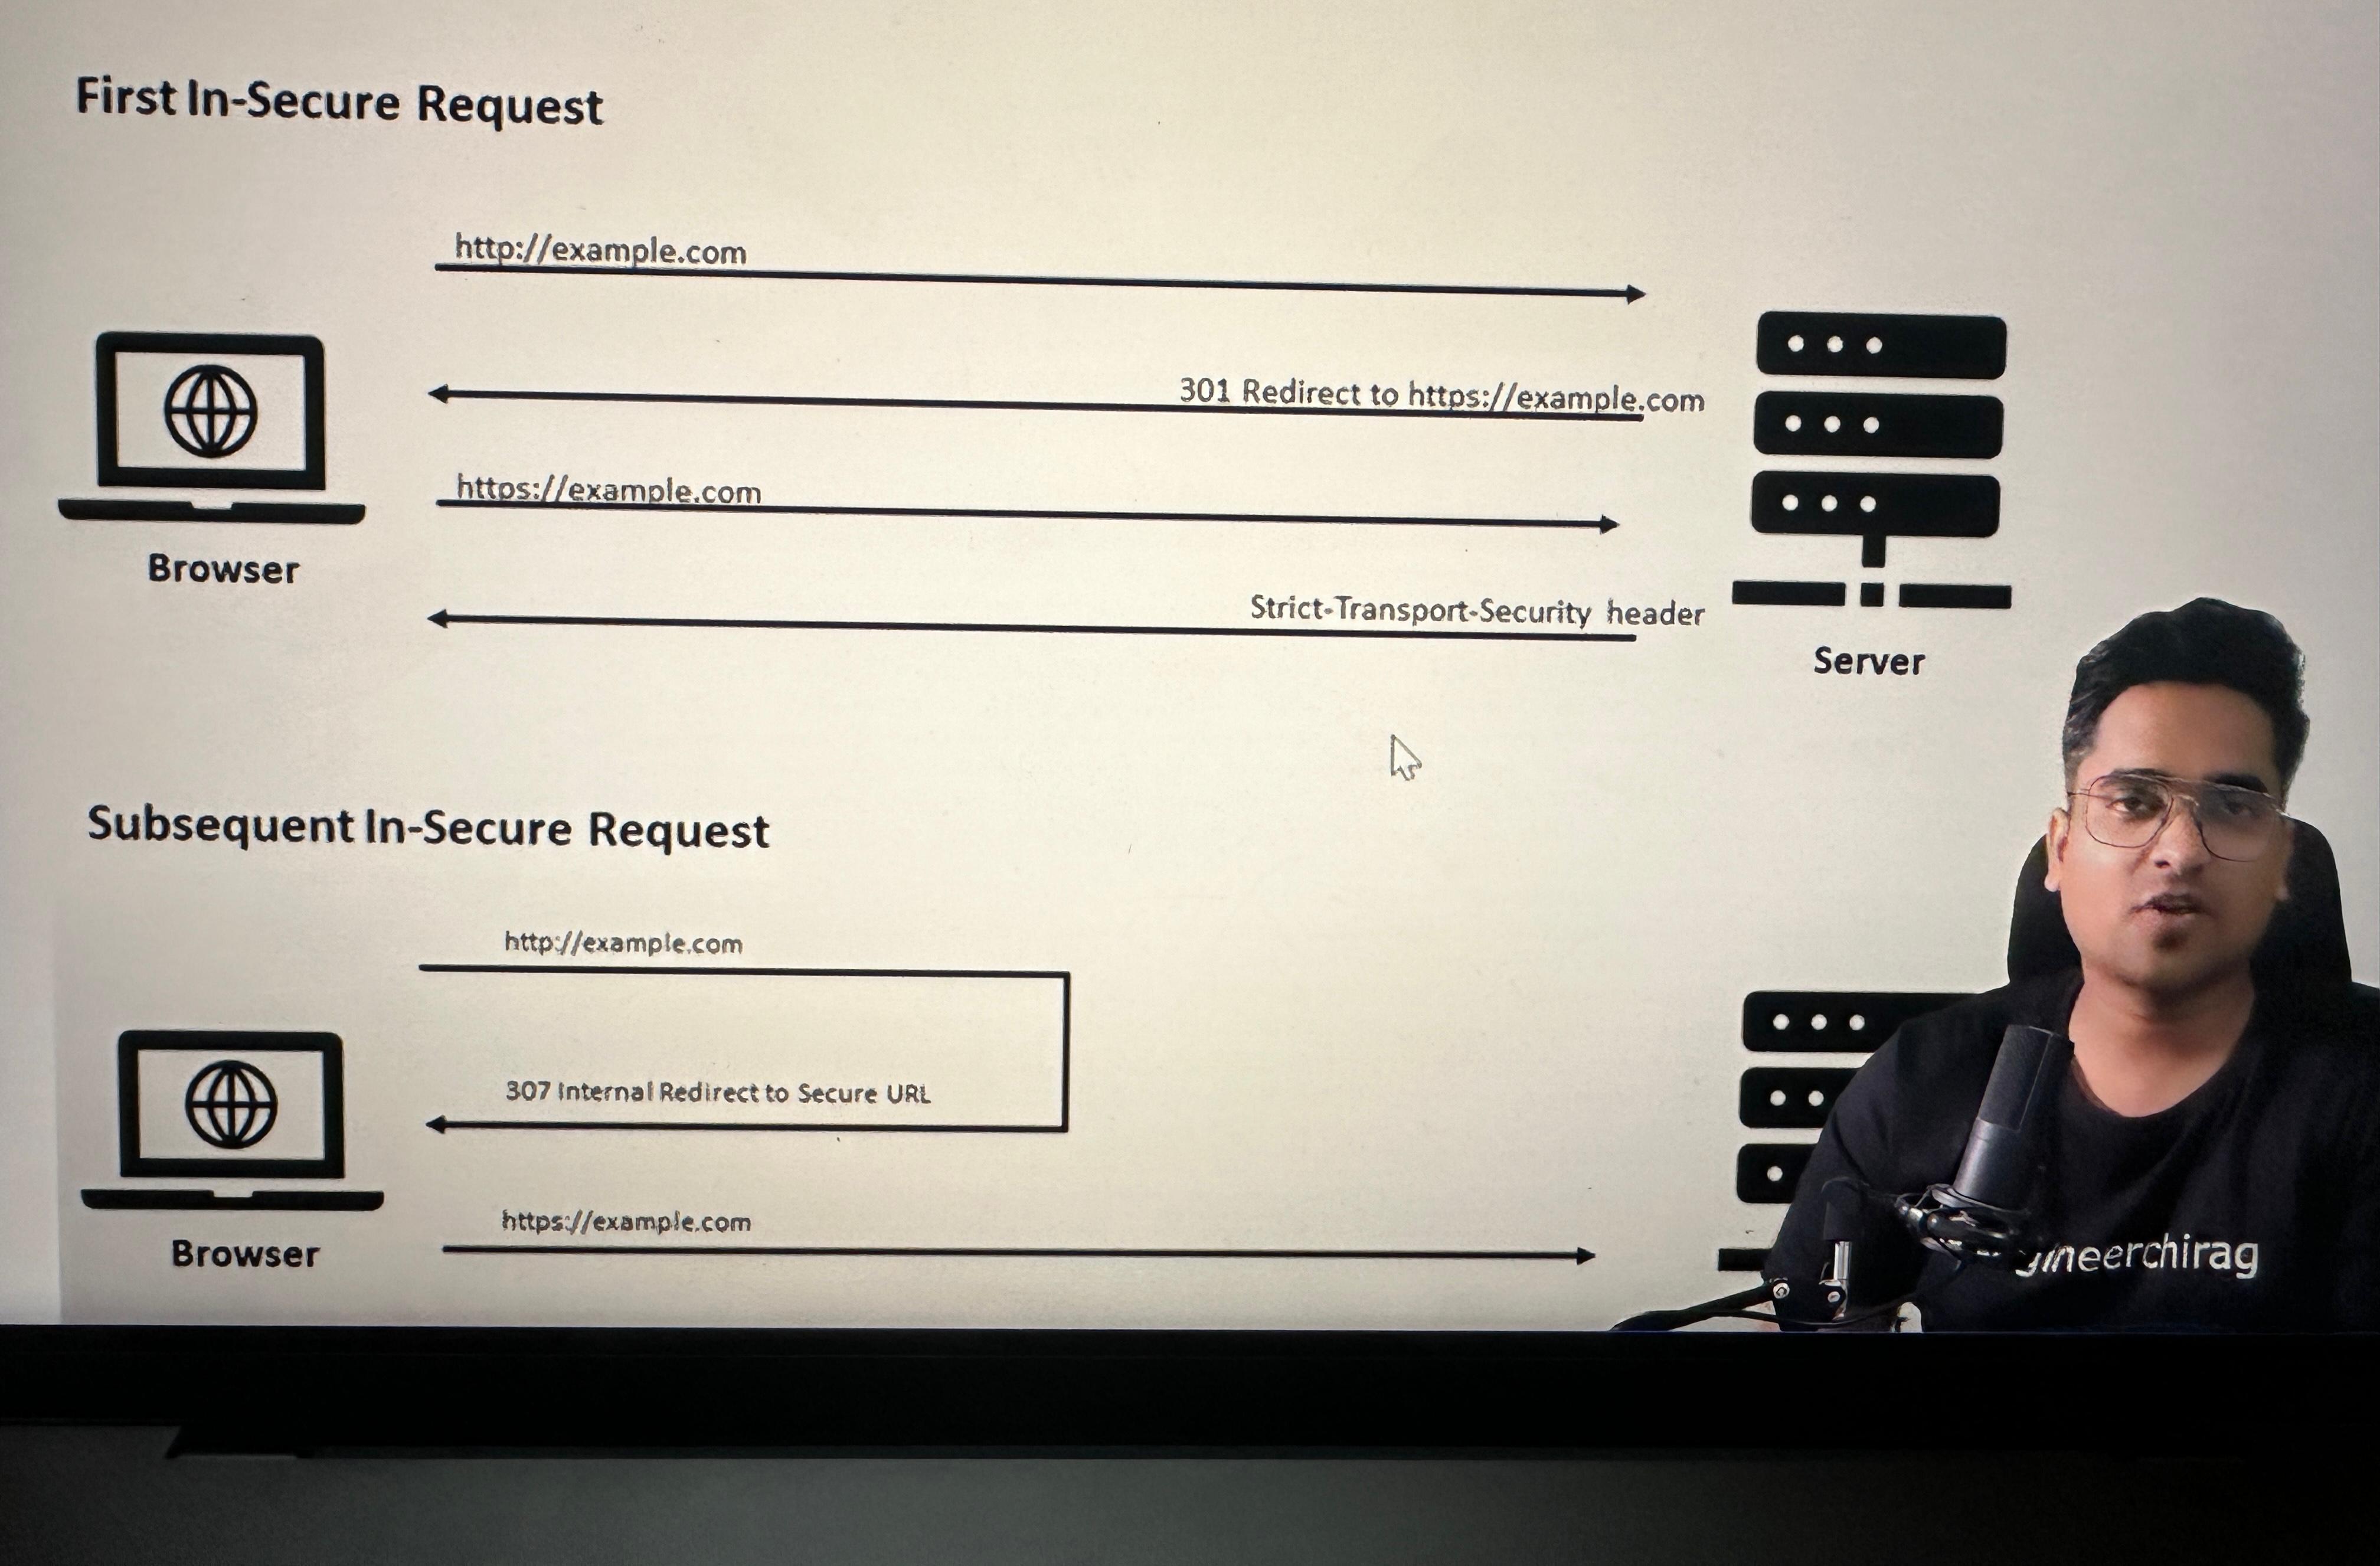 First In-Secure Request
http://example.com
301 Redirect to https://example.com
https://example.com
Browser
Strict-Transport-Security header
Server
Subsequent In-Secure Request
http://example.com
307 Internal Redirect to Secure URL
https://example.com
Browser
gineerchirag